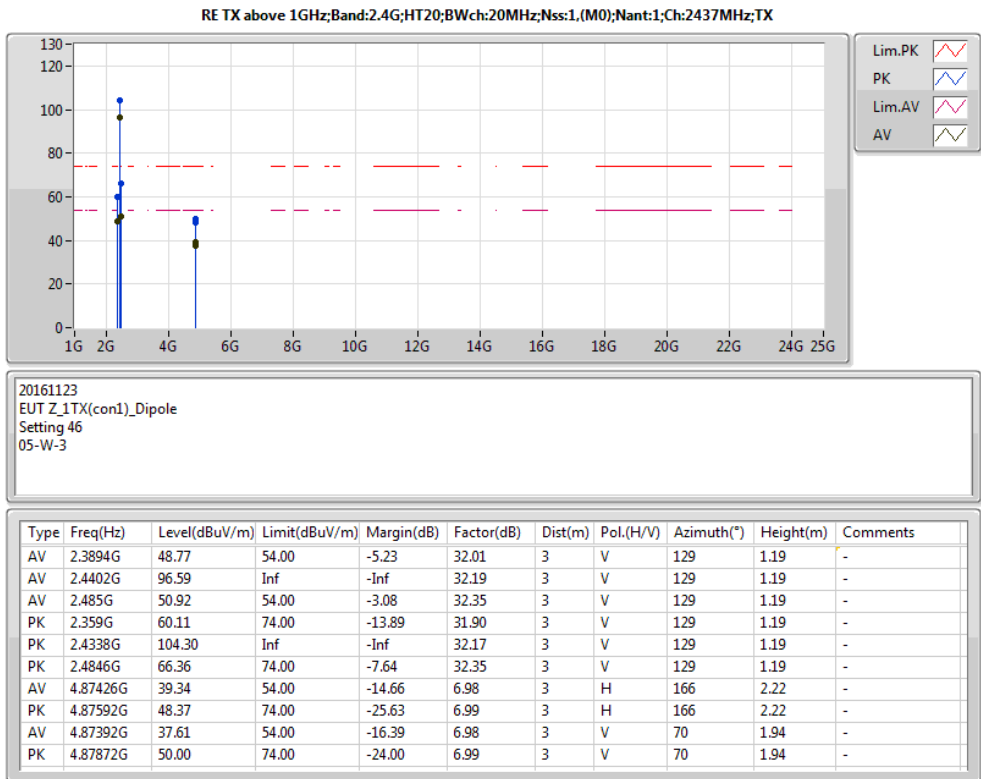 RE TX above 1GHz;Band:2.4G;HT20;BWch:20MHz;Nss:1,(M0);Nant:1;Ch:2437MHz;TX
130
120
100
80
60
40
20
0
1G 2G 4G 6G 8G 10G 12G 14G 16G 18G 20G 22G 24G 25G
Lim.PK
PK
Lim.AV
AV
20161123
EUT Z_1TX(con1)_Dipole
Setting 46
05-W-3
Type Freq(Hz) Level(dBuV/m) Limit(dBuV/m) Margin(dB) Factor(dB) Dist(m) Pol.(H/V) Azimuth(°) Height(m) Comments
AV 2.3894G 48.77 54.00 -5.23 32.01 3 V 129 1.19 -
AV 2.4402G 96.59 Inf -Inf 32.19 3 V 129 1.19 -
AV 2.485G 50.92 54.00 -3.08 32.35 3 V 129 1.19 -
PK 2.359G 60.11 74.00 -13.89 31.90 3 V 129 1.19 -
PK 2.4338G 104.30 Inf -Inf 32.17 3 V 129 1.19 -
PK 2.4846G 66.36 74.00 -7.64 32.35 3 V 129 1.19 -
AV 4.87426G 39.34 54.00 -14.66 6.98 3 H 166 2.22 -
PK 4.87592G 48.37 74.00 -25.63 6.99 3 H 166 2.22 -
AV 4.87392G 37.61 54.00 -16.39 6.98 3 V 70 1.94 -
PK 4.87872G 50.00 74.00 -24.00 6.99 3 V 70 1.94 -